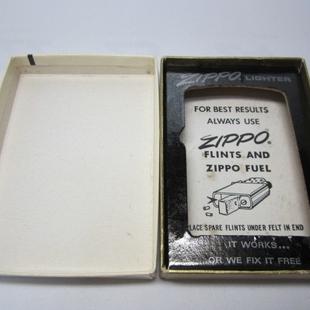 ZIPPO® LIGHTER
FOR BEST RESULTS
ALWAYS USE
ZIPPO®
FLINTS AND
ZIPPO FUEL
LACE SPARE FLINTS UNDER FELT IN END
IT WORKS...
...OR WE FIX IT FREE